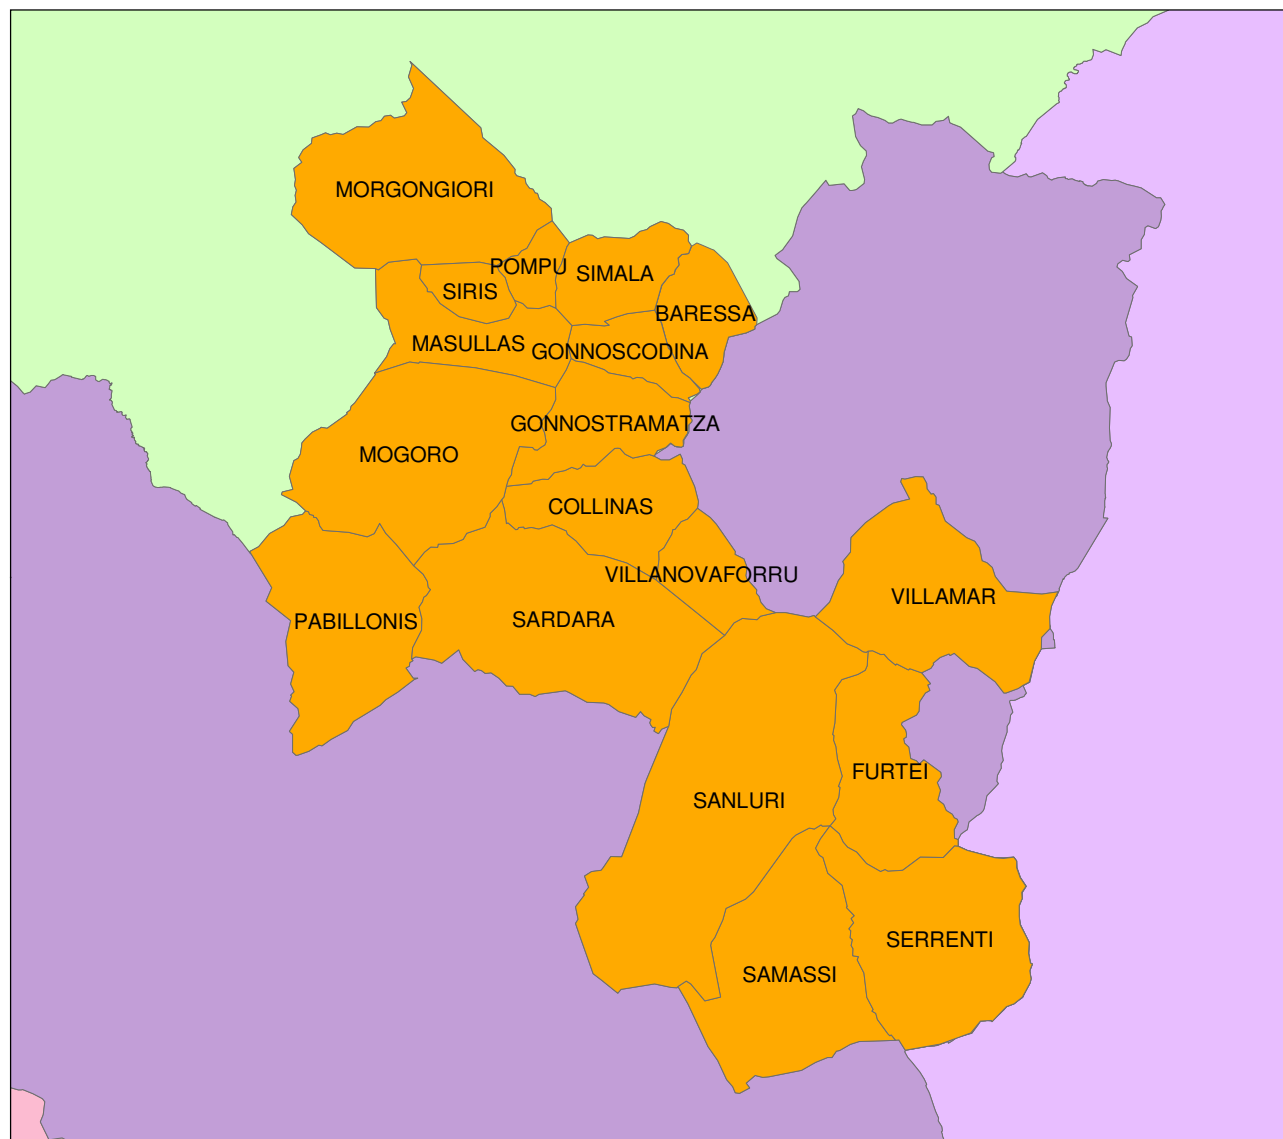 MORGONGIORI
POMPU
SIMALA
SIRIS
BARESSA
MASULLAS
GONNOSCODINA
GONNOSTRAMATZA
MOGORO
COLLINAS
VILLANOVAFORRU
VILLAMAR
PABILLONIS
SARDARA
FURTEI
SANLURI
SERRENTI
SAMASSI